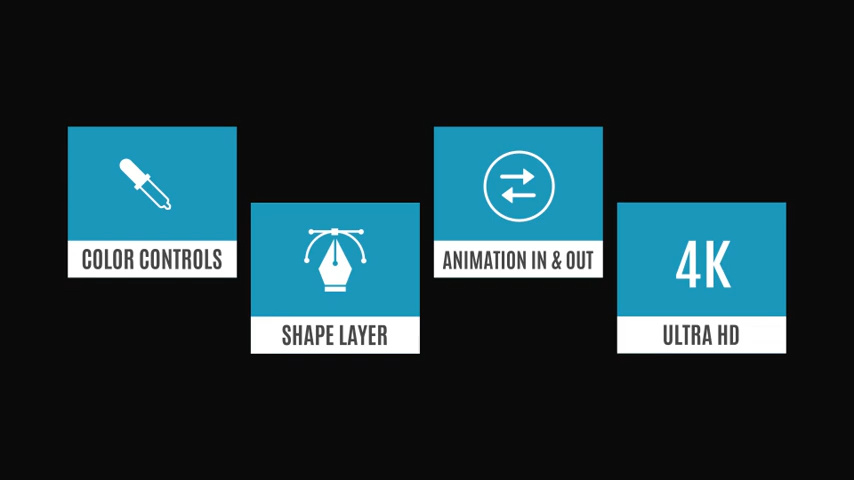 COLOR CONTROLS
SHAPE LAYER
ANIMATION IN & OUT
4K
ULTRA HD